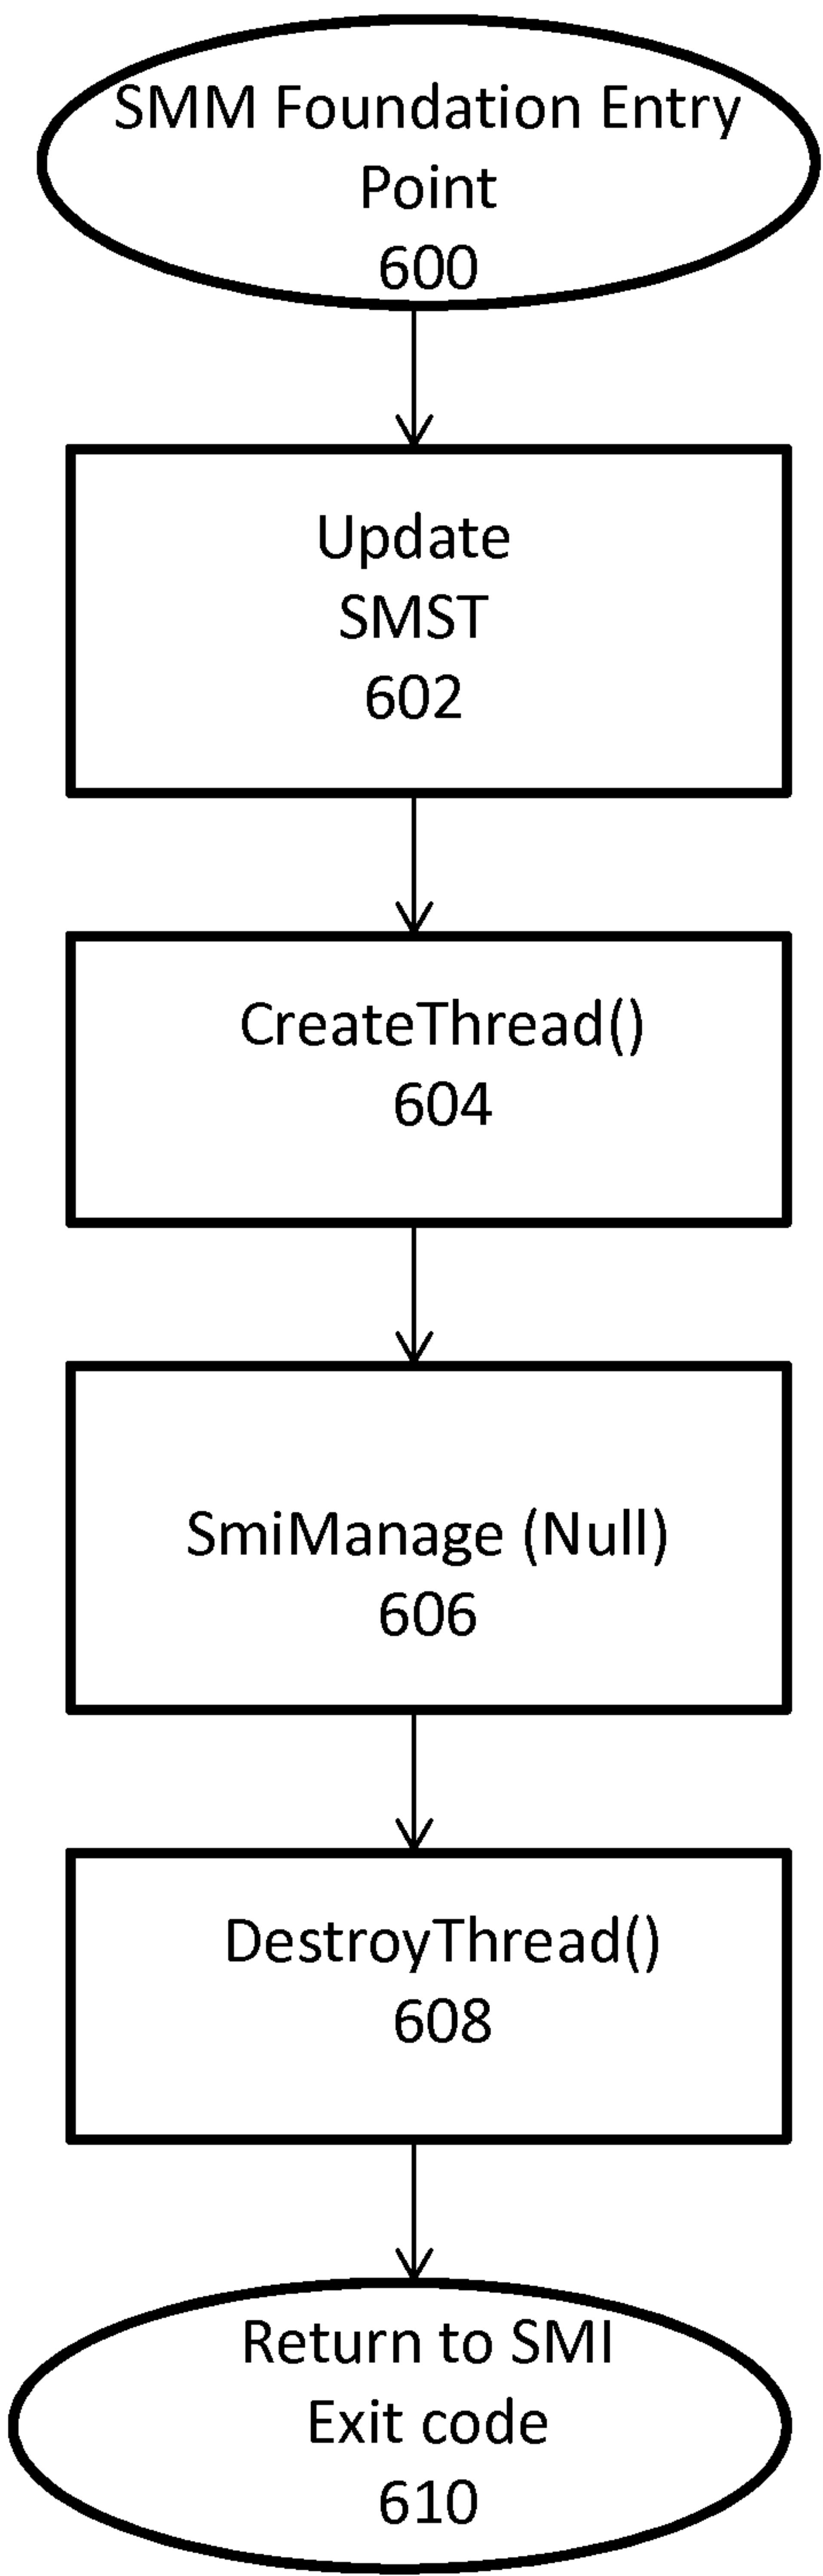 SMM Foundation Entry
Point
600
Update
SMST
602
CreateThread()
604
SmiManage (Null)
606
DestroyThread()
608
Return to SMI
Exit code
610